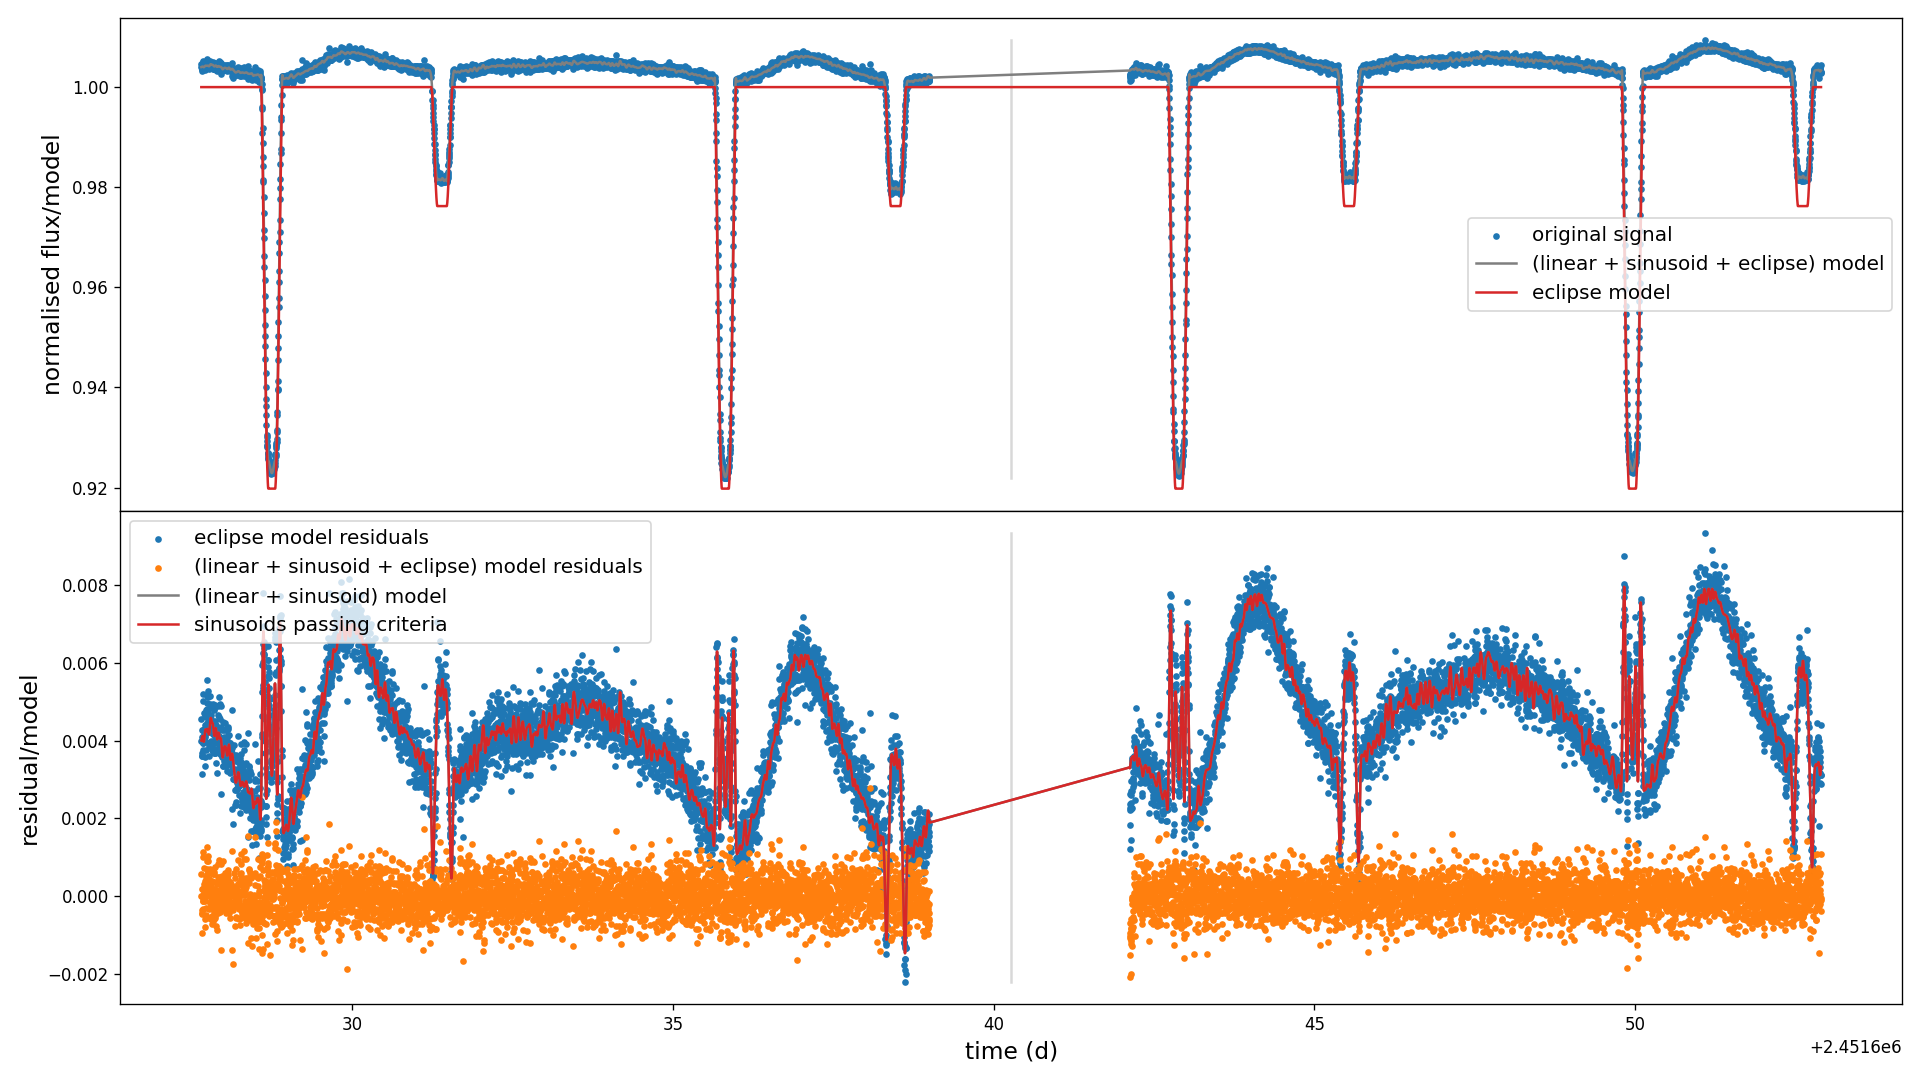 normalised flux/model
1.00
0.98
0.96
0.94
0.92
original signal
(linear + sinusoid + eclipse) model
eclipse model
residual/model
0.008
0.006
0.004
0.002
0.000
−0.002
eclipse model residuals
(linear + sinusoid + eclipse) model residuals
(linear + sinusoid) model
sinusoids passing criteria
30
35
40
45
50
time (d)
+2.4516e6